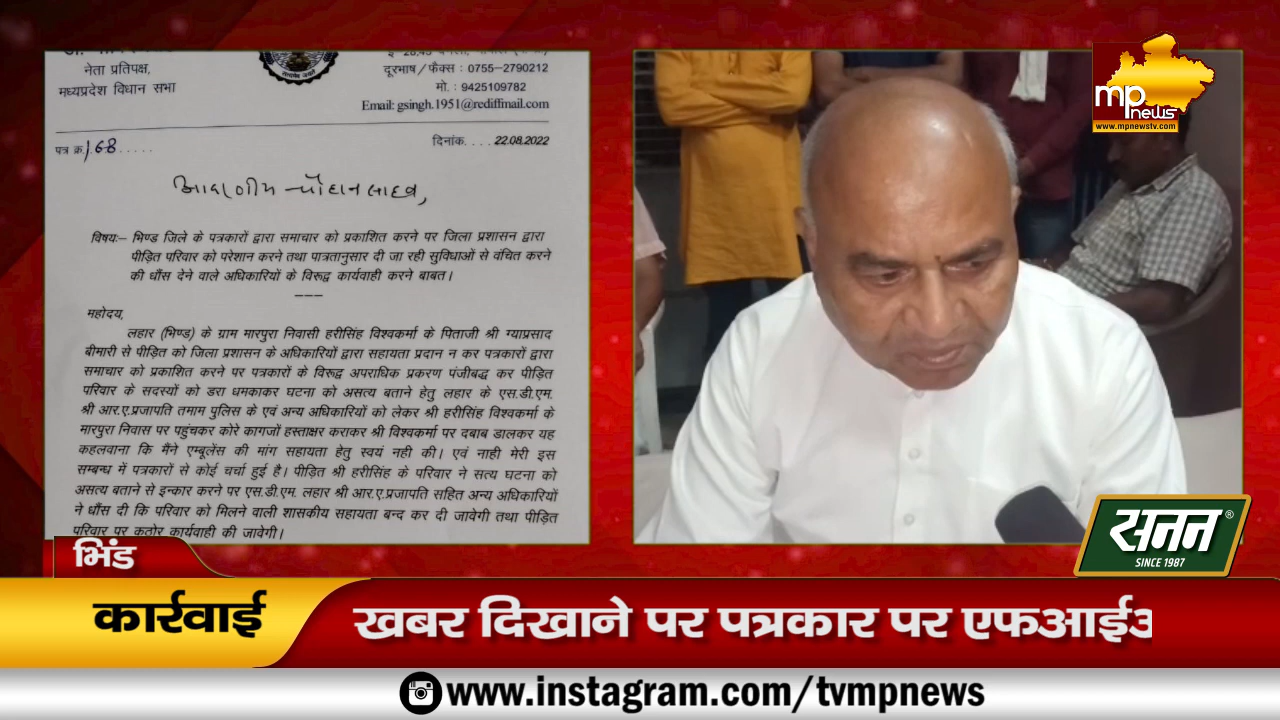 नेता प्रतिपक्ष,
मध्यप्रदेश विधान सभा
दूरभाष / फैक्स : 0755-2790212
मो. : 9425109782
Email: gsingh.1951@rediffmail.com
पत्र क्र 168 . . . . .
दिनांक. . . . 22.08.2022
आदरणीय चौहान साहब,
विषयः– भिण्ड जिले के पत्रकारों द्वारा समाचार को प्रकाशित करने पर जिला प्रशासन द्वारा
पीड़ित परिवार को परेशान करने तथा पात्रतानुसार दी जा रही सुविधाओं से वंचित करने
की धौंस देने वाले अधिकारियों के विरूद्ध कार्यवाही करने बाबत।
महोदय,
लहार (भिण्ड) के ग्राम मारपुरा निवासी हरीसिंह विश्वकर्मा के पिताजी श्री ग्याप्रसाद
बीमारी से पीड़ित को जिला प्रशासन के अधिकारियों द्वारा सहायता प्रदान न कर पत्रकारों द्वारा
समाचार को प्रकाशित करने पर पत्रकारों के विरूद्ध अपराधिक प्रकरण पंजीबद्ध कर पीड़ित
परिवार के सदस्यों को डरा धमकाकर घटना को असत्य बताने हेतु लहार के एस.डी.एम.
श्री आर.ए.प्रजापति तमाम पुलिस के एवं अन्य अधिकारियों को लेकर श्री हरीसिंह विश्वकर्मा के
मारपुरा निवास पर पहुंचकर कोरे कागजों हस्ताक्षर कराकर श्री विश्वकर्मा पर दबाब डालकर यह
कहलवाना कि मैंने एम्बूलेंस की मांग सहायता हेतु स्वयं नही की। एवं नाही मेरी इस
सम्बन्ध में पत्रकारों से कोई चर्चा हुई है। पीड़ित श्री हरीसिंह के परिवार ने सत्य घटना को
असत्य बताने से इन्कार करने पर एस.डी.एम. लहार श्री आर.ए.प्रजापति सहित अन्य अधिकारियों
ने धौंस दी कि परिवार को मिलने वाली शासकीय सहायता बन्द कर दी जावेगी तथा पीड़ित
परिवार पर कठोर कार्यवाही की जावेगी।
mp news
www.mpnewstv.com
सनन®
SINCE 1987
भिंड
कार्रवाई
खबर दिखाने पर पत्रकार पर एफआई
www.instagram.com/tvmpnews